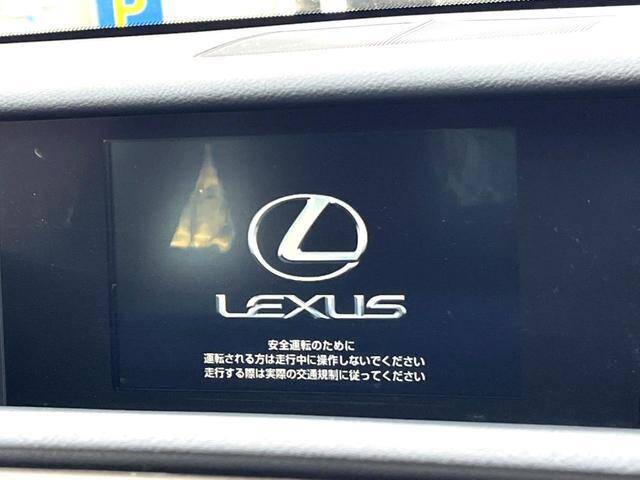 P
LEXUS
安全運転のために
運転される方は走行中に操作しないでください
走行する際は実際の交通規制に従ってください